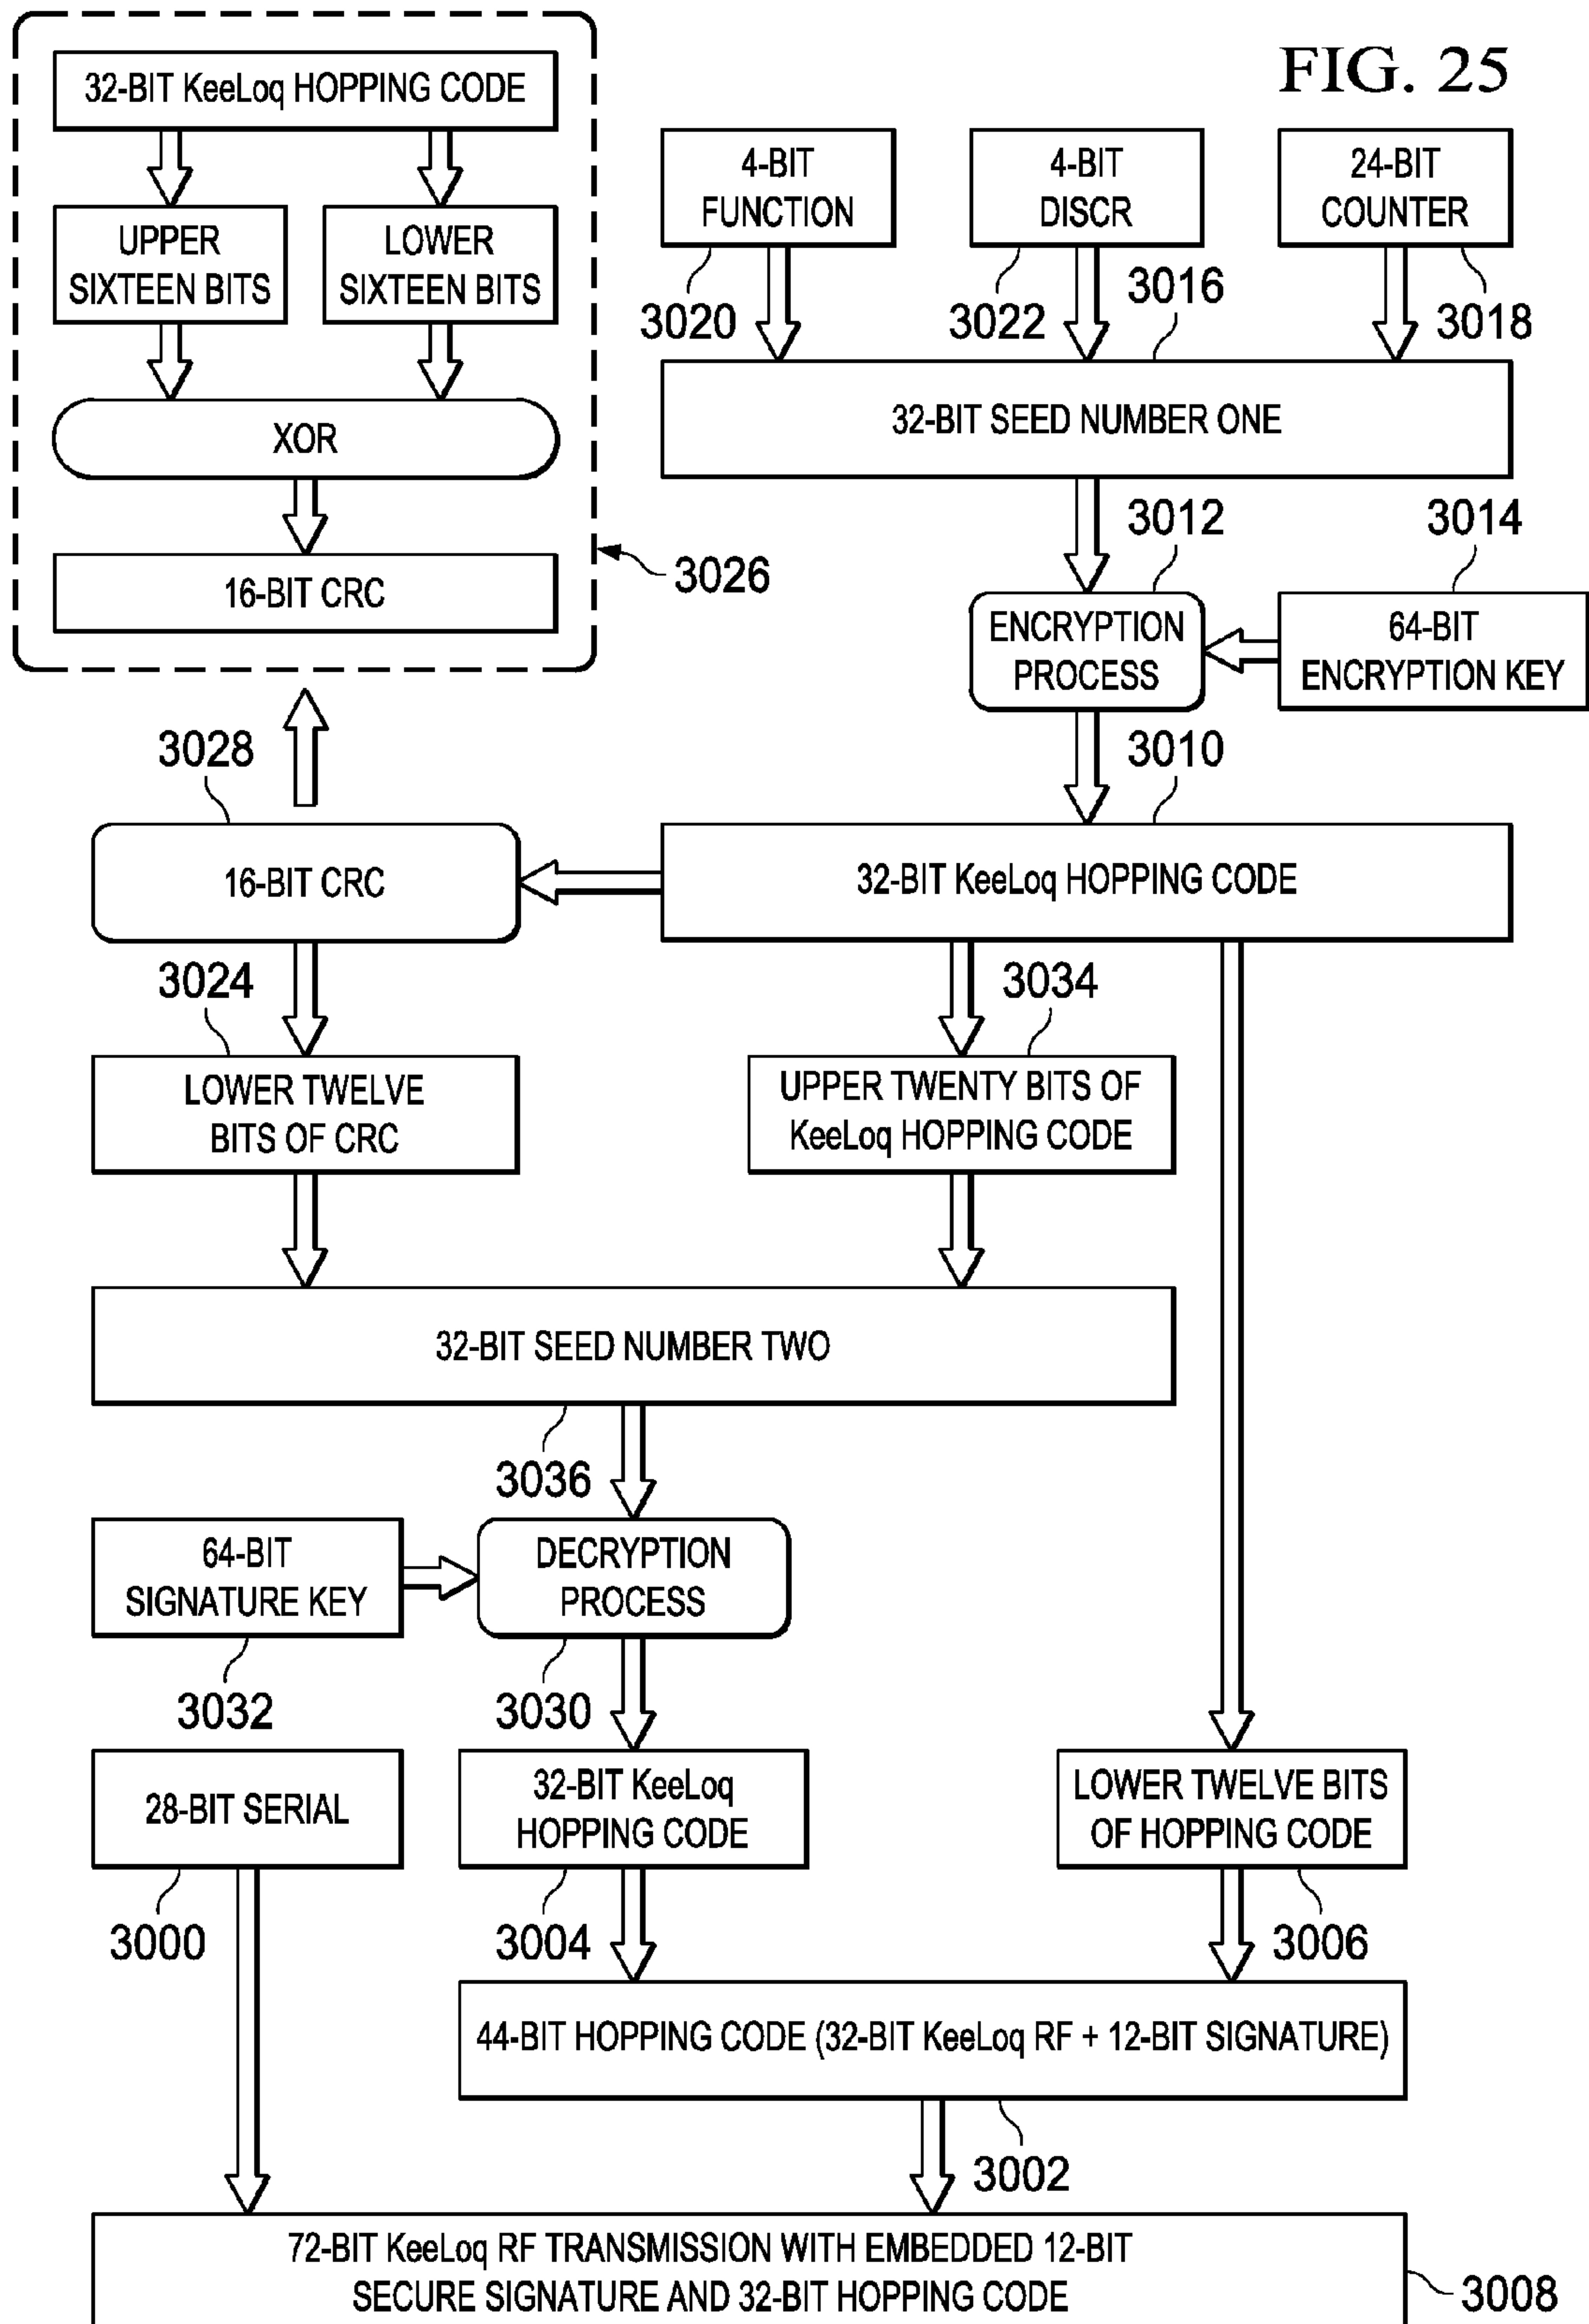 FIG. 25
32-BIT KeeLoq HOPPING CODE
UPPER
SIXTEEN BITS
LOWER
SIXTEEN BITS
XOR
16-BIT CRC
3026
4-BIT
FUNCTION
4-BIT
DISCR
24-BIT
COUNTER
3020
3022
3016
3018
32-BIT SEED NUMBER ONE
3012
3014
ENCRYPTION
PROCESS
64-BIT
ENCRYPTION KEY
3028
3010
16-BIT CRC
32-BIT KeeLoq HOPPING CODE
3024
3034
LOWER TWELVE
BITS OF CRC
UPPER TWENTY BITS OF
KeeLoq HOPPING CODE
32-BIT SEED NUMBER TWO
3036
64-BIT
SIGNATURE KEY
DECRYPTION
PROCESS
3032
3030
28-BIT SERIAL
32-BIT KeeLoq
HOPPING CODE
LOWER TWELVE BITS
OF HOPPING CODE
3000
3004
3006
44-BIT HOPPING CODE (32-BIT KeeLoq RF + 12-BIT SIGNATURE)
3002
72-BIT KeeLoq RF TRANSMISSION WITH EMBEDDED 12-BIT
SECURE SIGNATURE AND 32-BIT HOPPING CODE
3008